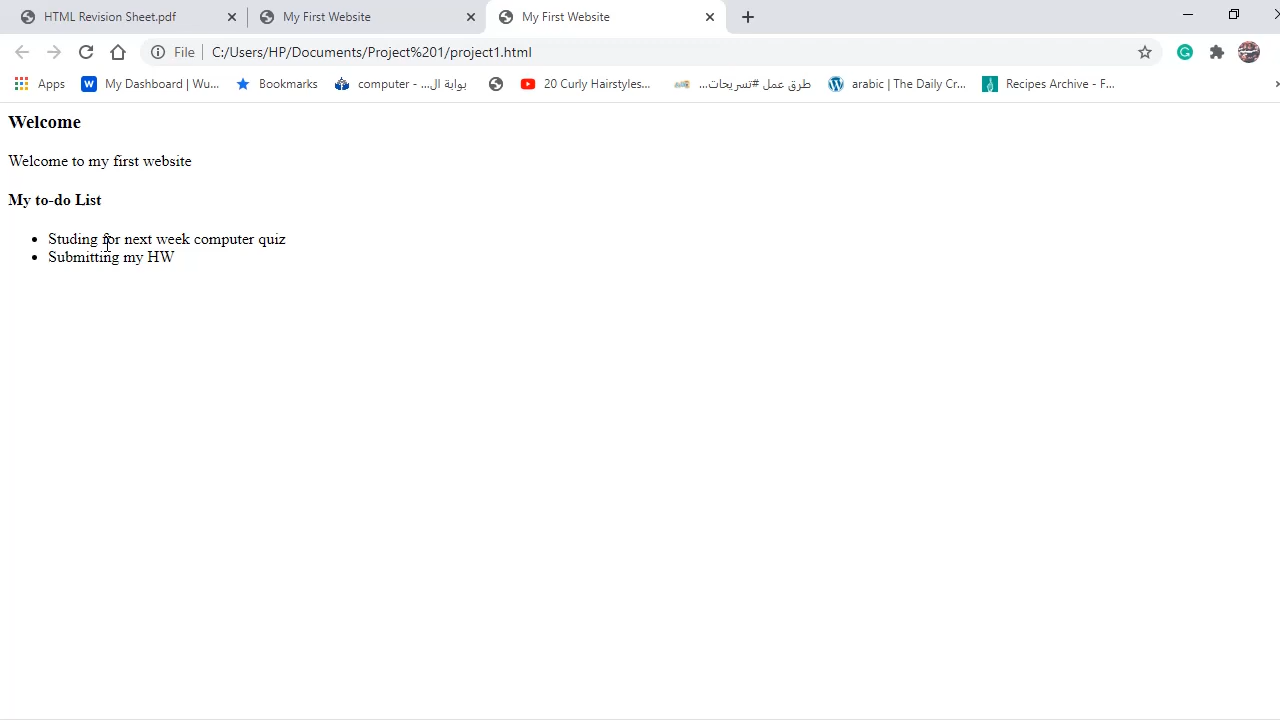 HTML Revision Sheet.pdf
My First Website
My First Website
File
C:/Users/HP/Documents/Project%201/project1.html
Apps
My Dashboard | Wu...
Bookmarks
computer - ...بوابة ال
20 Curly Hairstyles...
طرق عمل #تسريحات...
arabic | The Daily Cr...
Recipes Archive - F...
Welcome
Welcome to my first website
My to-do List
• Studing for next week computer quiz
• Submitting my HW